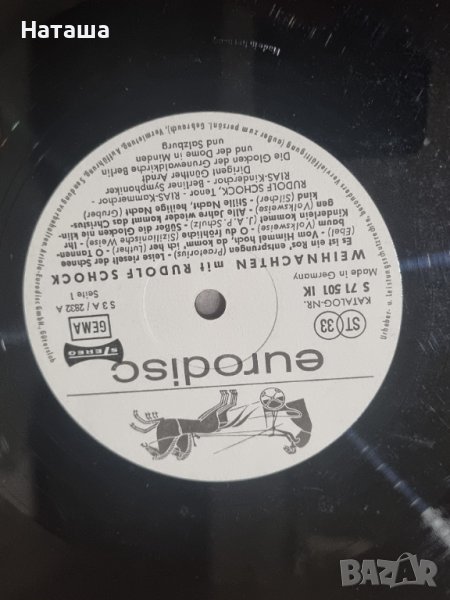 Наташа
eurodisc
STEREO
GEMA
ST 33
KATALOG-NR.
S 71 501 IK
Made in Germany
S 3 A / 2832 A
Seite 1
WEIHNACHTEN mit RUDOLF SCHOCK
Es ist ein Ros' entsprungen (Praetorius) - Leise rieselt der Schnee
(Ebel) - Vom Himmel hoch, da komm' ich her (Luther) - O Tannen-
baum (Volksweise) - O du fröhliche (Sizilianische Weise) - Ihr
Kinderlein kommet (J. A. P. Schulz) - Süßer die Glocken nie klin-
gen (Volksweise) - Alle Jahre wieder kommt das Christus-
kind (Silcher) - Stille Nacht, heilige Nacht (Gruber)
RUDOLF SCHOCK, Tenor - RIAS-Kammerchor
RIAS-Kinderchor - Berliner Symphoniker
Dirigent Günther Arndt
Die Glocken der Grunewaldkirche Berlin
und der Dome in Minden
und Salzburg
BAZAR